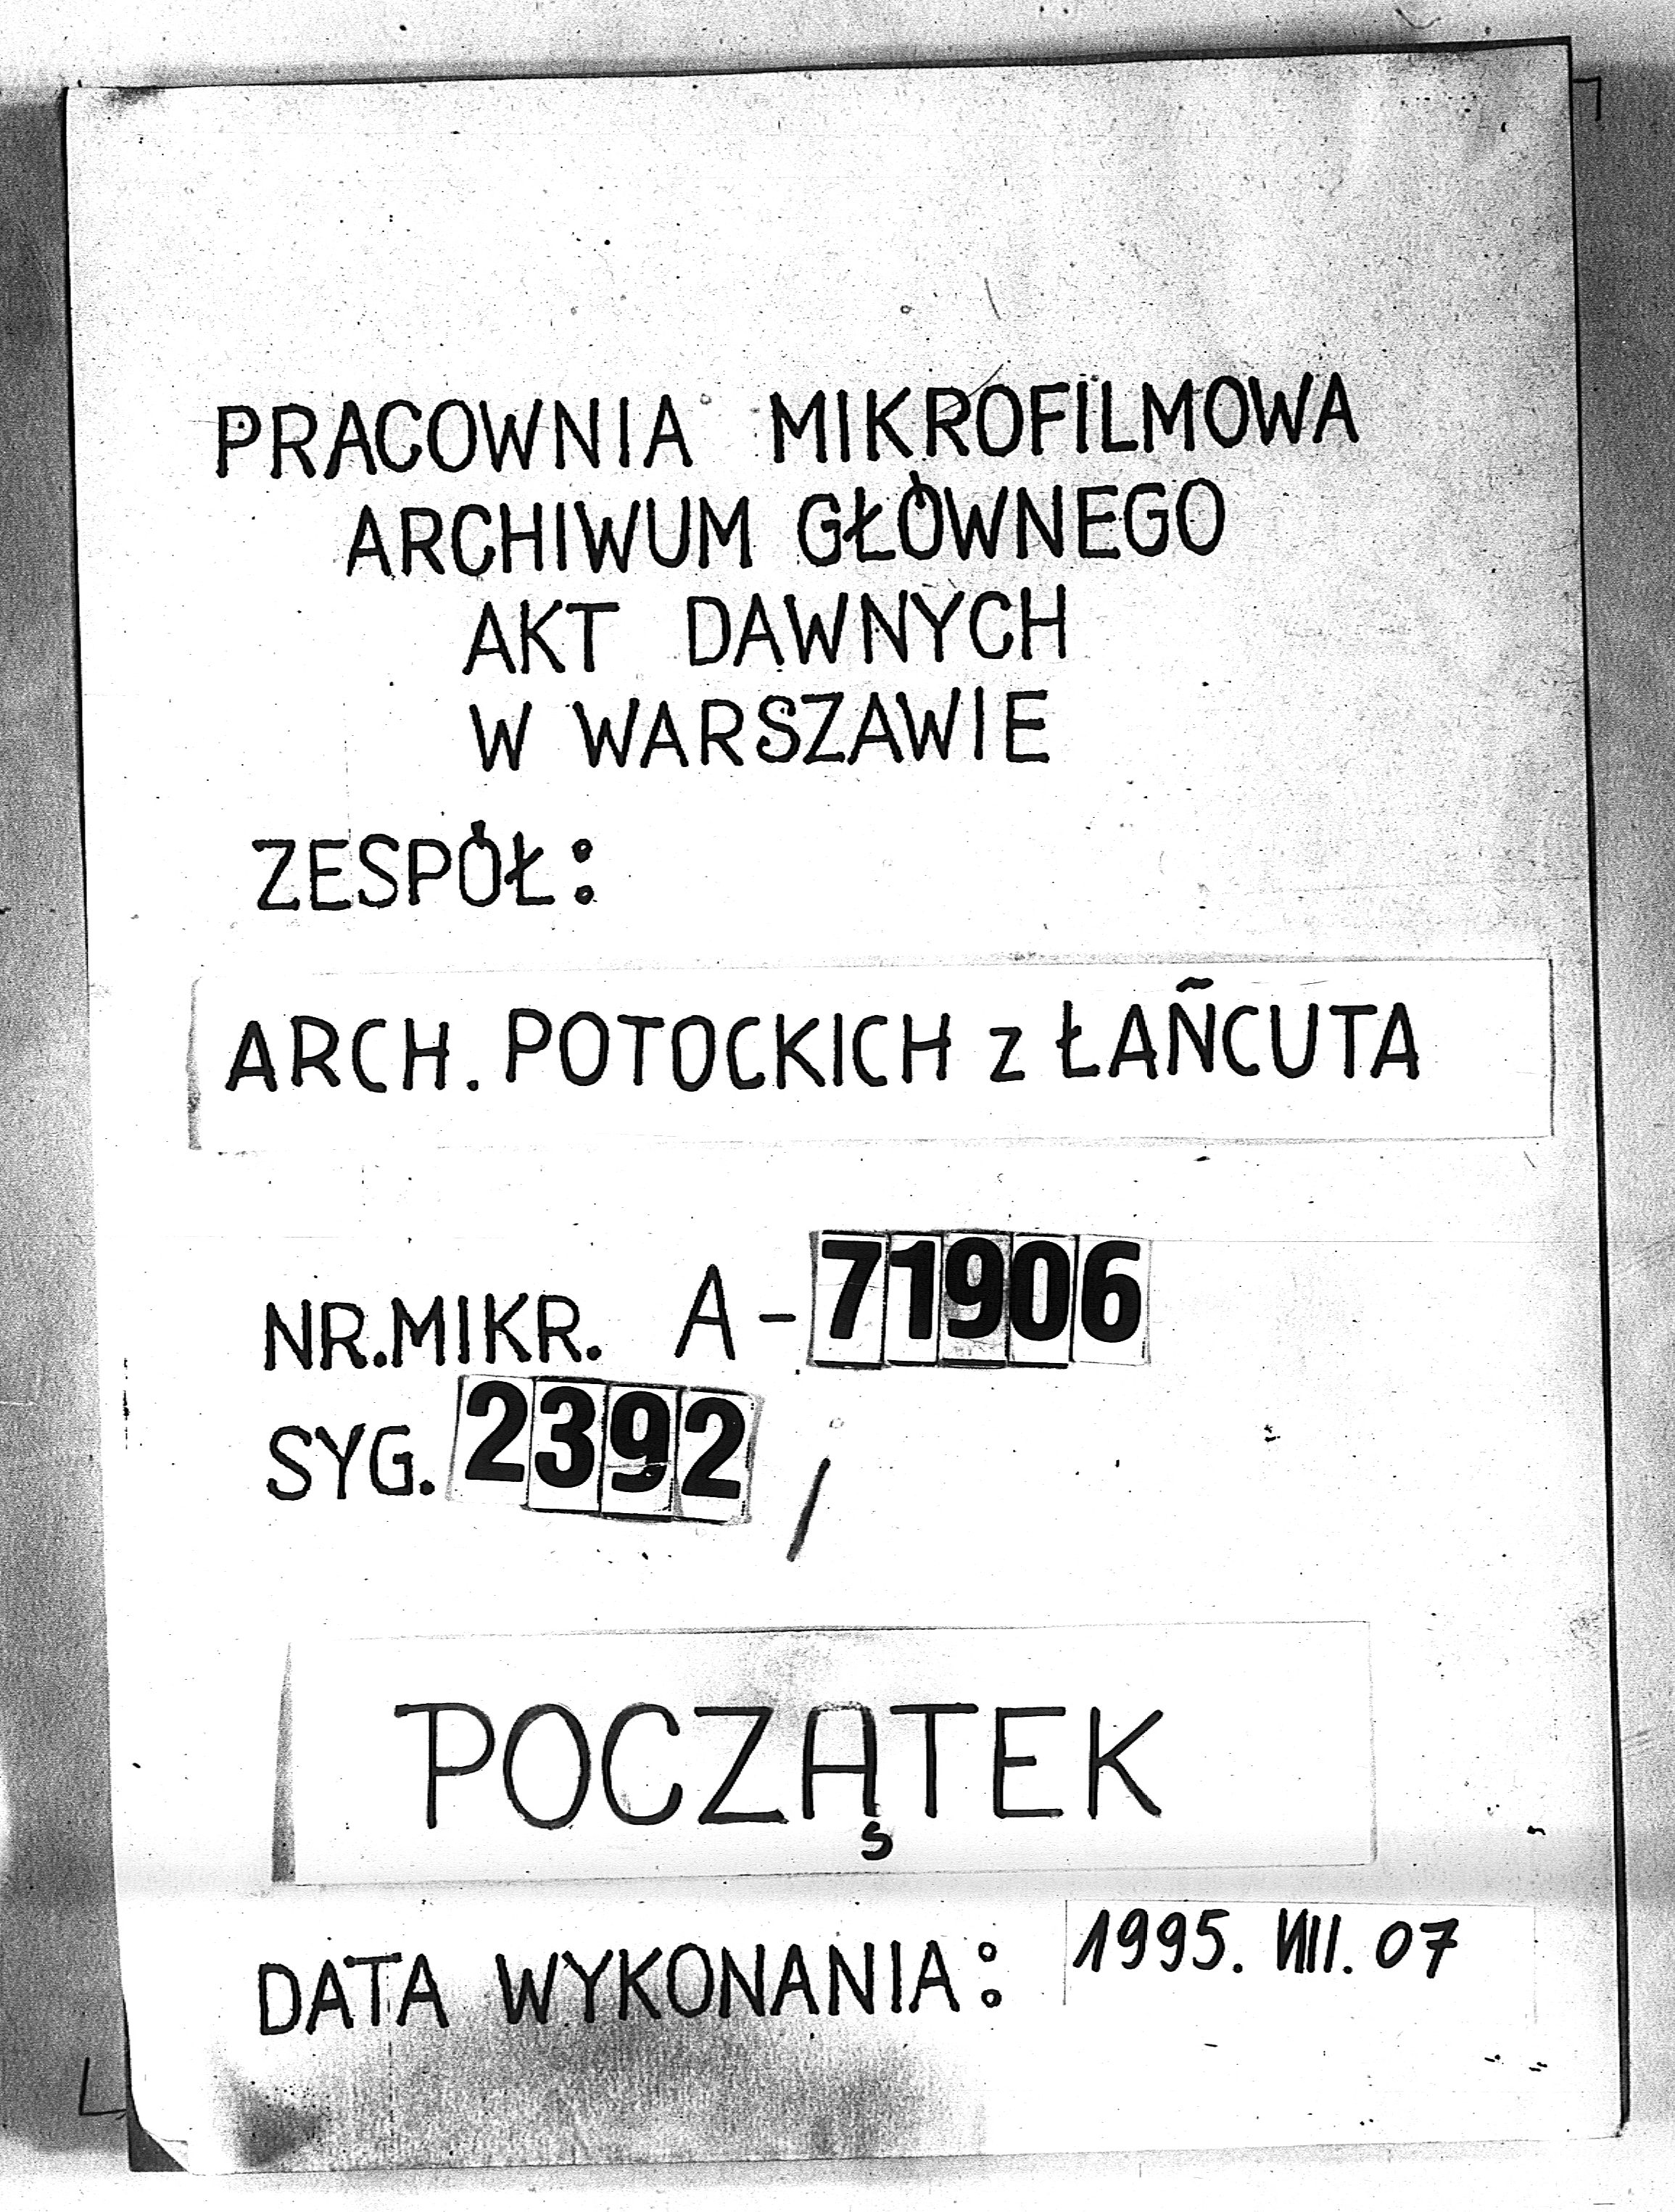 PRACOWNIA MIKROFILMOWA
ARCHIWUM GŁÓWNEGO
AKT DAWNYCH
W WARSZAWIE
ZESPÓŁ:
ARCH. POTOCKICH z ŁAŃCUTA
NR.MIKR. A-71906
SYG. 2392 /
POCZĄTEK
DATA WYKONANIA: 1995. VIII. 07